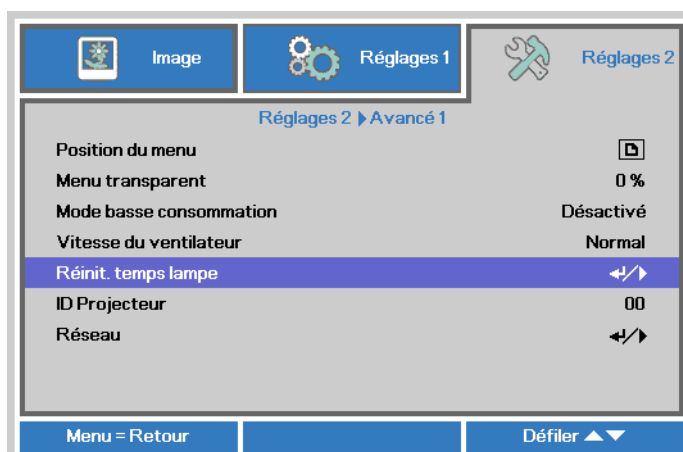 Image
Réglages 1
Réglages 2
Réglages 2 Avancé 1
Position du menu
Menu transparent 0 %
Mode basse consommation Désactivé
Vitesse du ventilateur Normal
Réinit. temps lampe
ID Projecteur 00
Réseau
Menu = Retour
Défiler